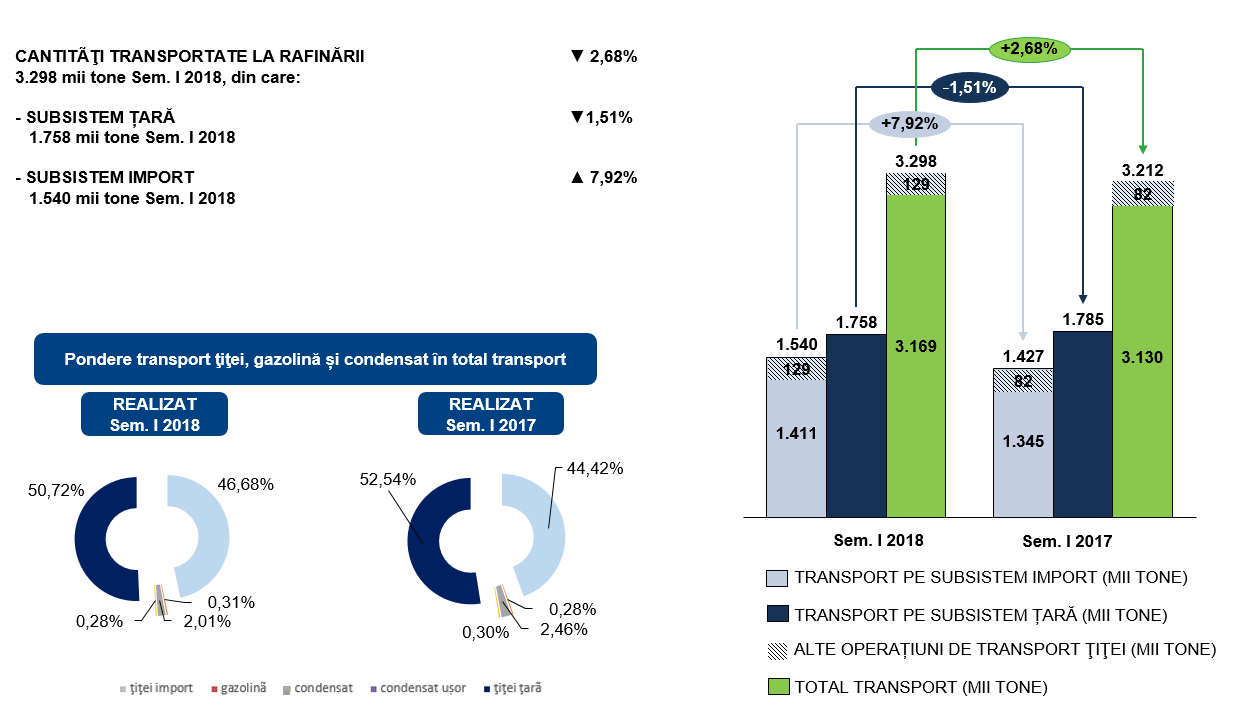 CANTITĂŢI TRANSPORTATE LA RAFINĂRII ▼ 2,68%
3.298 mii tone Sem. I 2018, din care:
- SUBSISTEM ȚARĂ ▼1,51%
1.758 mii tone Sem. I 2018
- SUBSISTEM IMPORT ▲ 7,92%
1.540 mii tone Sem. I 2018
Pondere transport ţiţei, gazolină și condensat în total transport
REALIZAT
Sem. I 2018
50,72%
46,68%
0,31%
0,28%
2,01%
REALIZAT
Sem. I 2017
52,54%
44,42%
0,28%
0,30%
2,46%
ţiţei import gazolină condensat condensat ușor ţiţei ţară
+2,68%
–1,51%
+7,92%
3.298
129
3.169
1.758
1.540
129
1.411
3.212
82
3.130
1.785
1.427
82
1.345
Sem. I 2018
Sem. I 2017
TRANSPORT PE SUBSISTEM IMPORT (MII TONE)
TRANSPORT PE SUBSISTEM ȚARĂ (MII TONE)
ALTE OPERAȚIUNI DE TRANSPORT ŢIŢEI (MII TONE)
TOTAL TRANSPORT (MII TONE)